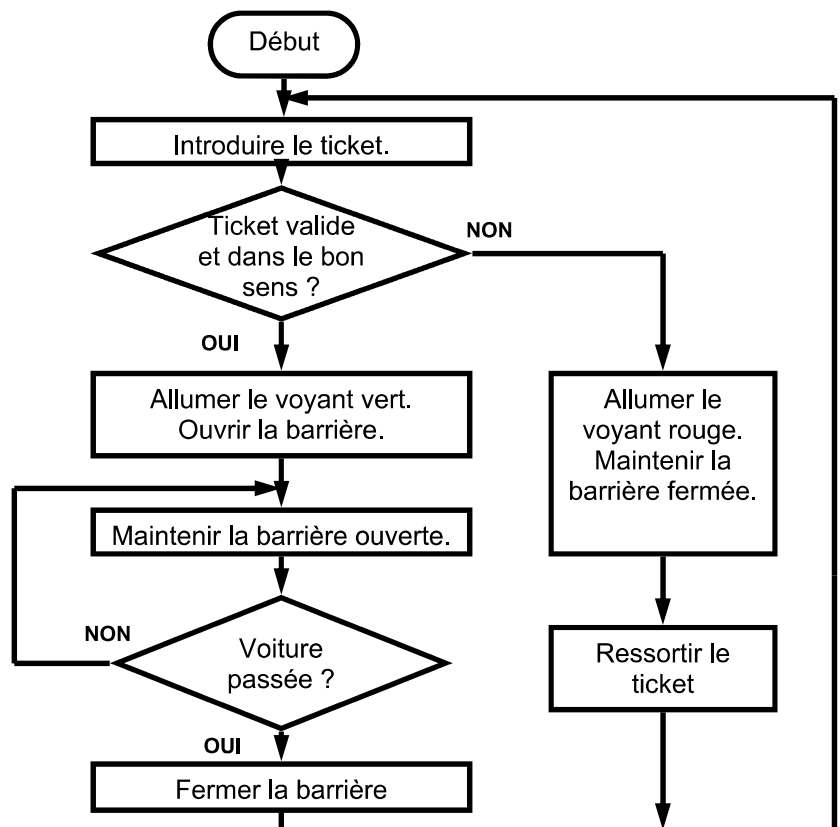 Début
Introduire le ticket.
Ticket valide
et dans le bon
sens ?
NON
OUI
Allumer le voyant vert.
Ouvrir la barrière.
Allumer le
voyant rouge.
Maintenir la
barrière fermée.
Maintenir la barrière ouverte.
NON
Voiture
passée ?
Ressortir le
ticket
OUI
Fermer la barrière